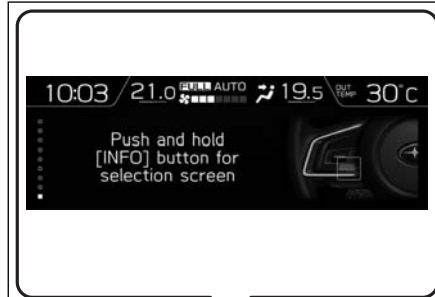 10:03 21.0 FULL AUTO 19.5 OUT TEMP 30°C
Push and hold
[INFO] button for
selection screen